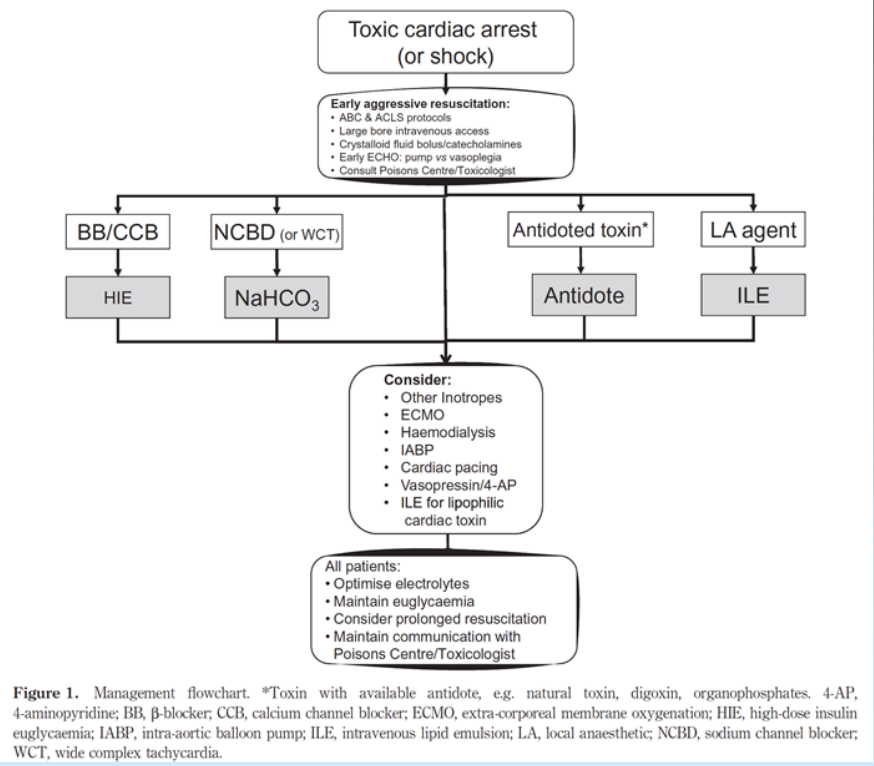 Toxic cardiac arrest
(or shock)
Early aggressive resuscitation:
• ABC & ACLS protocols
• Large bore intravenous access
• Crystalloid fluid bolus/catecholamines
• Early ECHO: pump vs vasoplegia
• Consult Poisons Centre/Toxicologist
BB/CCB
NCBD (or WCT)
Antidoted toxin*
LA agent
HIE
NaHCO3
Antidote
ILE
Consider:
• Other Inotropes
• ECMO
• Haemodialysis
• IABP
• Cardiac pacing
• Vasopressin/4-AP
• ILE for lipophilic
cardiac toxin
All patients:
• Optimise electrolytes
• Maintain euglycaemia
• Consider prolonged resuscitation
• Maintain communication with
Poisons Centre/Toxicologist
Figure 1. Management flowchart. *Toxin with available antidote, e.g. natural toxin, digoxin, organophosphates. 4-AP,
4-aminopyridine; BB, β-blocker; CCB, calcium channel blocker; ECMO, extra-corporeal membrane oxygenation; HIE, high-dose insulin
euglycaemia; IABP, intra-aortic balloon pump; ILE, intravenous lipid emulsion; LA, local anaesthetic; NCBD, sodium channel blocker;
WCT, wide complex tachycardia.